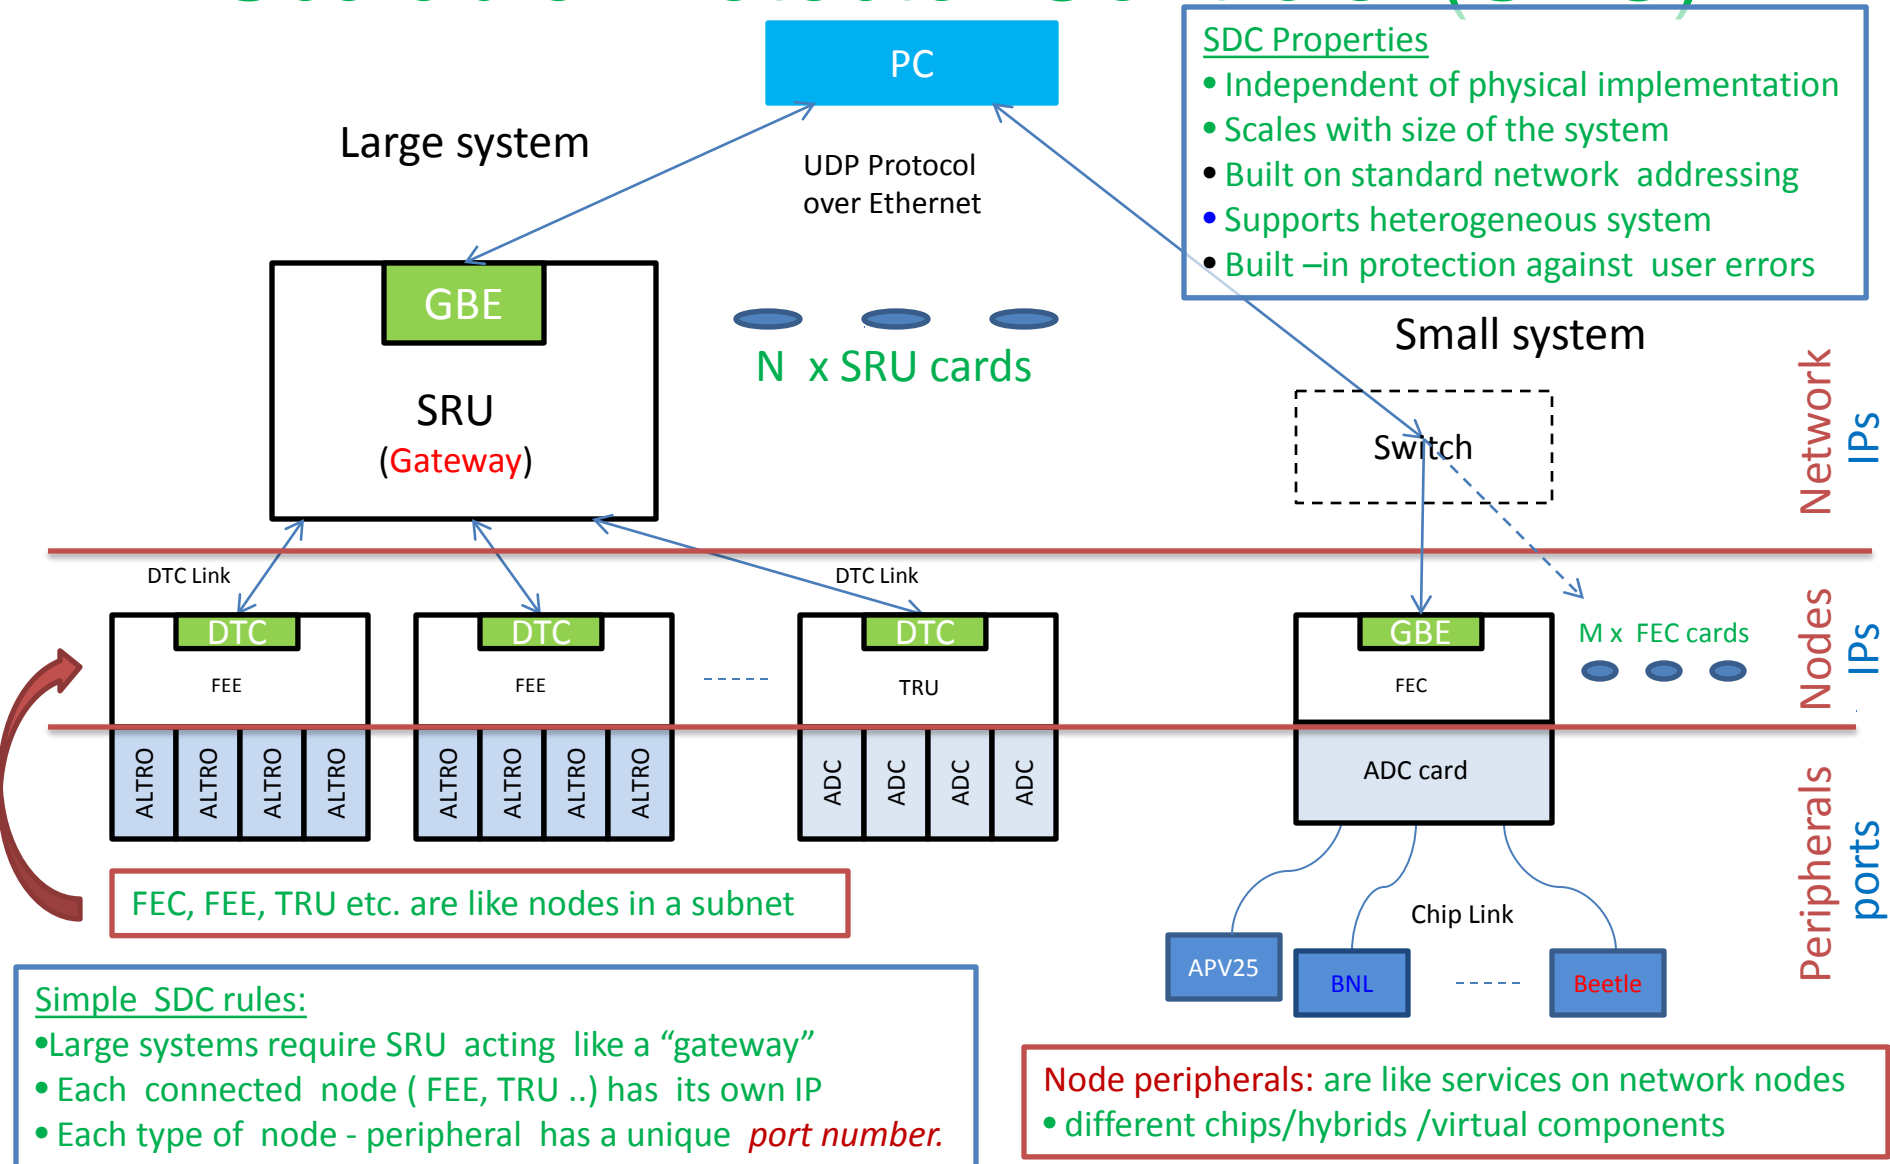 PC
SDC Properties
• Independent of physical implementation
• Scales with size of the system
• Built on standard network addressing
• Supports heterogeneous system
• Built –in protection against user errors
Large system
UDP Protocol
over Ethernet
GBE
SRU
(Gateway)
N x SRU cards
Small system
Switch
Network
IPs
DTC Link
DTC Link
DTC
DTC
DTC
GBE
FEE
FEE
TRU
FEC
M x FEC cards
Nodes
IPs
ALTRO
ALTRO
ALTRO
ALTRO
ALTRO
ALTRO
ALTRO
ALTRO
ADC
ADC
ADC
ADC
ADC card
Peripherals
ports
FEC, FEE, TRU etc. are like nodes in a subnet
Chip Link
APV25
BNL
Beetle
Simple SDC rules:
•Large systems require SRU acting like a “gateway”
• Each connected node ( FEE, TRU ..) has its own IP
• Each type of node - peripheral has a unique port number.
Node peripherals: are like services on network nodes
• different chips/hybrids /virtual components